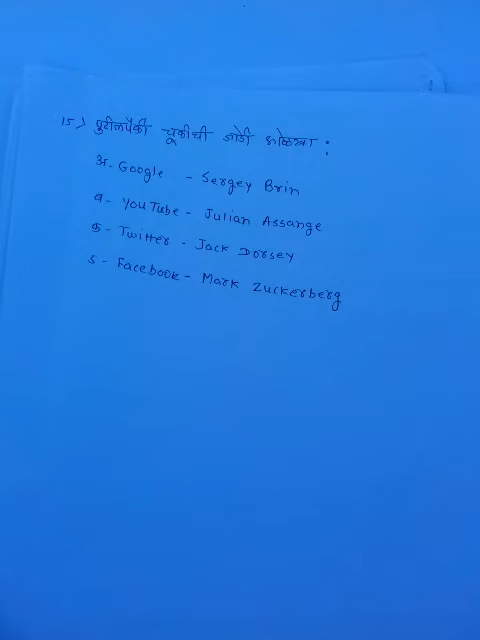 15) पुढीलपैकी चूकीची जोडी ओळखा :
अ- Google - Sergey Brin
ब - YouTube - Julian Assange
क - Twitter - Jack Dorsey
ड - Facebook - Mark Zuckerberg